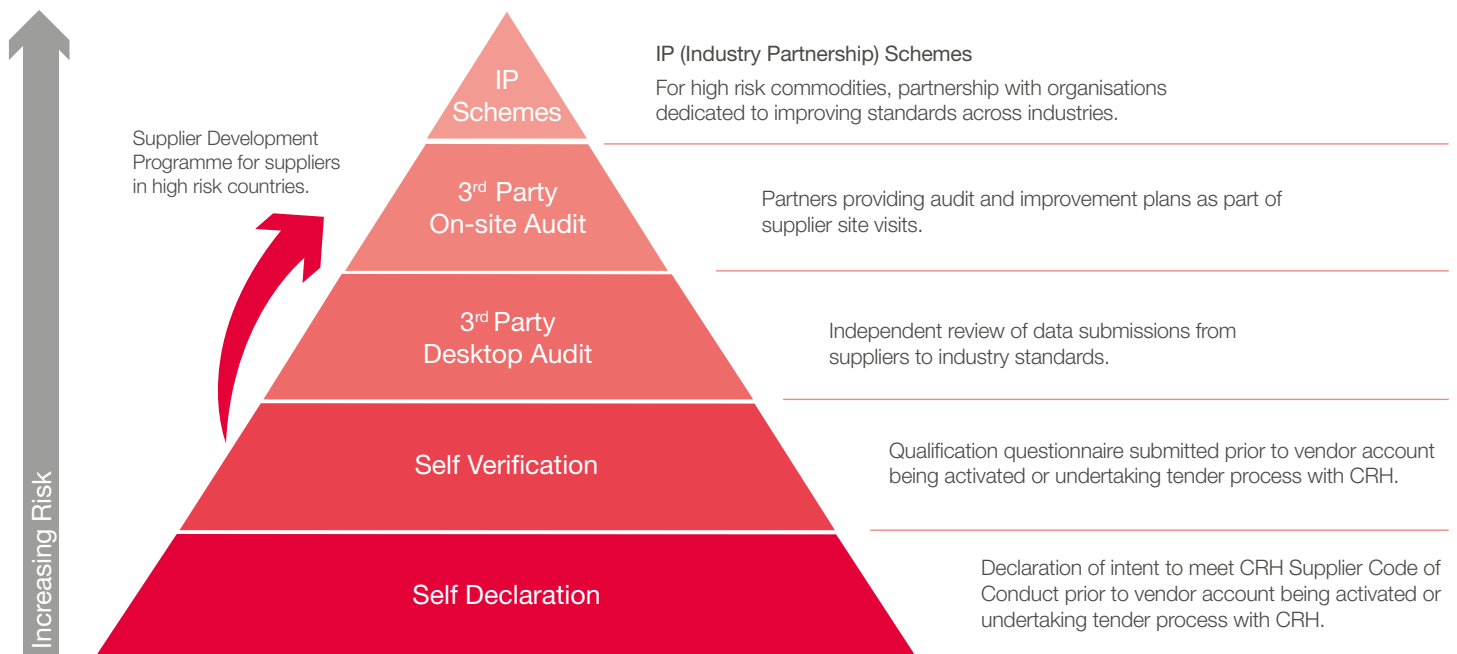 IP (Industry Partnership) Schemes
For high risk commodities, partnership with organisations
dedicated to improving standards across industries.
IP
Schemes
Supplier Development
Programme for suppliers
in high risk countries.
3rd Party
On-site Audit
Partners providing audit and improvement plans as part of
supplier site visits.
3rd Party
Desktop Audit
Independent review of data submissions from
suppliers to industry standards.
Self Verification
Qualification questionnaire submitted prior to vendor account
being activated or undertaking tender process with CRH.
Self Declaration
Declaration of intent to meet CRH Supplier Code of
Conduct prior to vendor account being activated or
undertaking tender process with CRH.
Increasing Risk